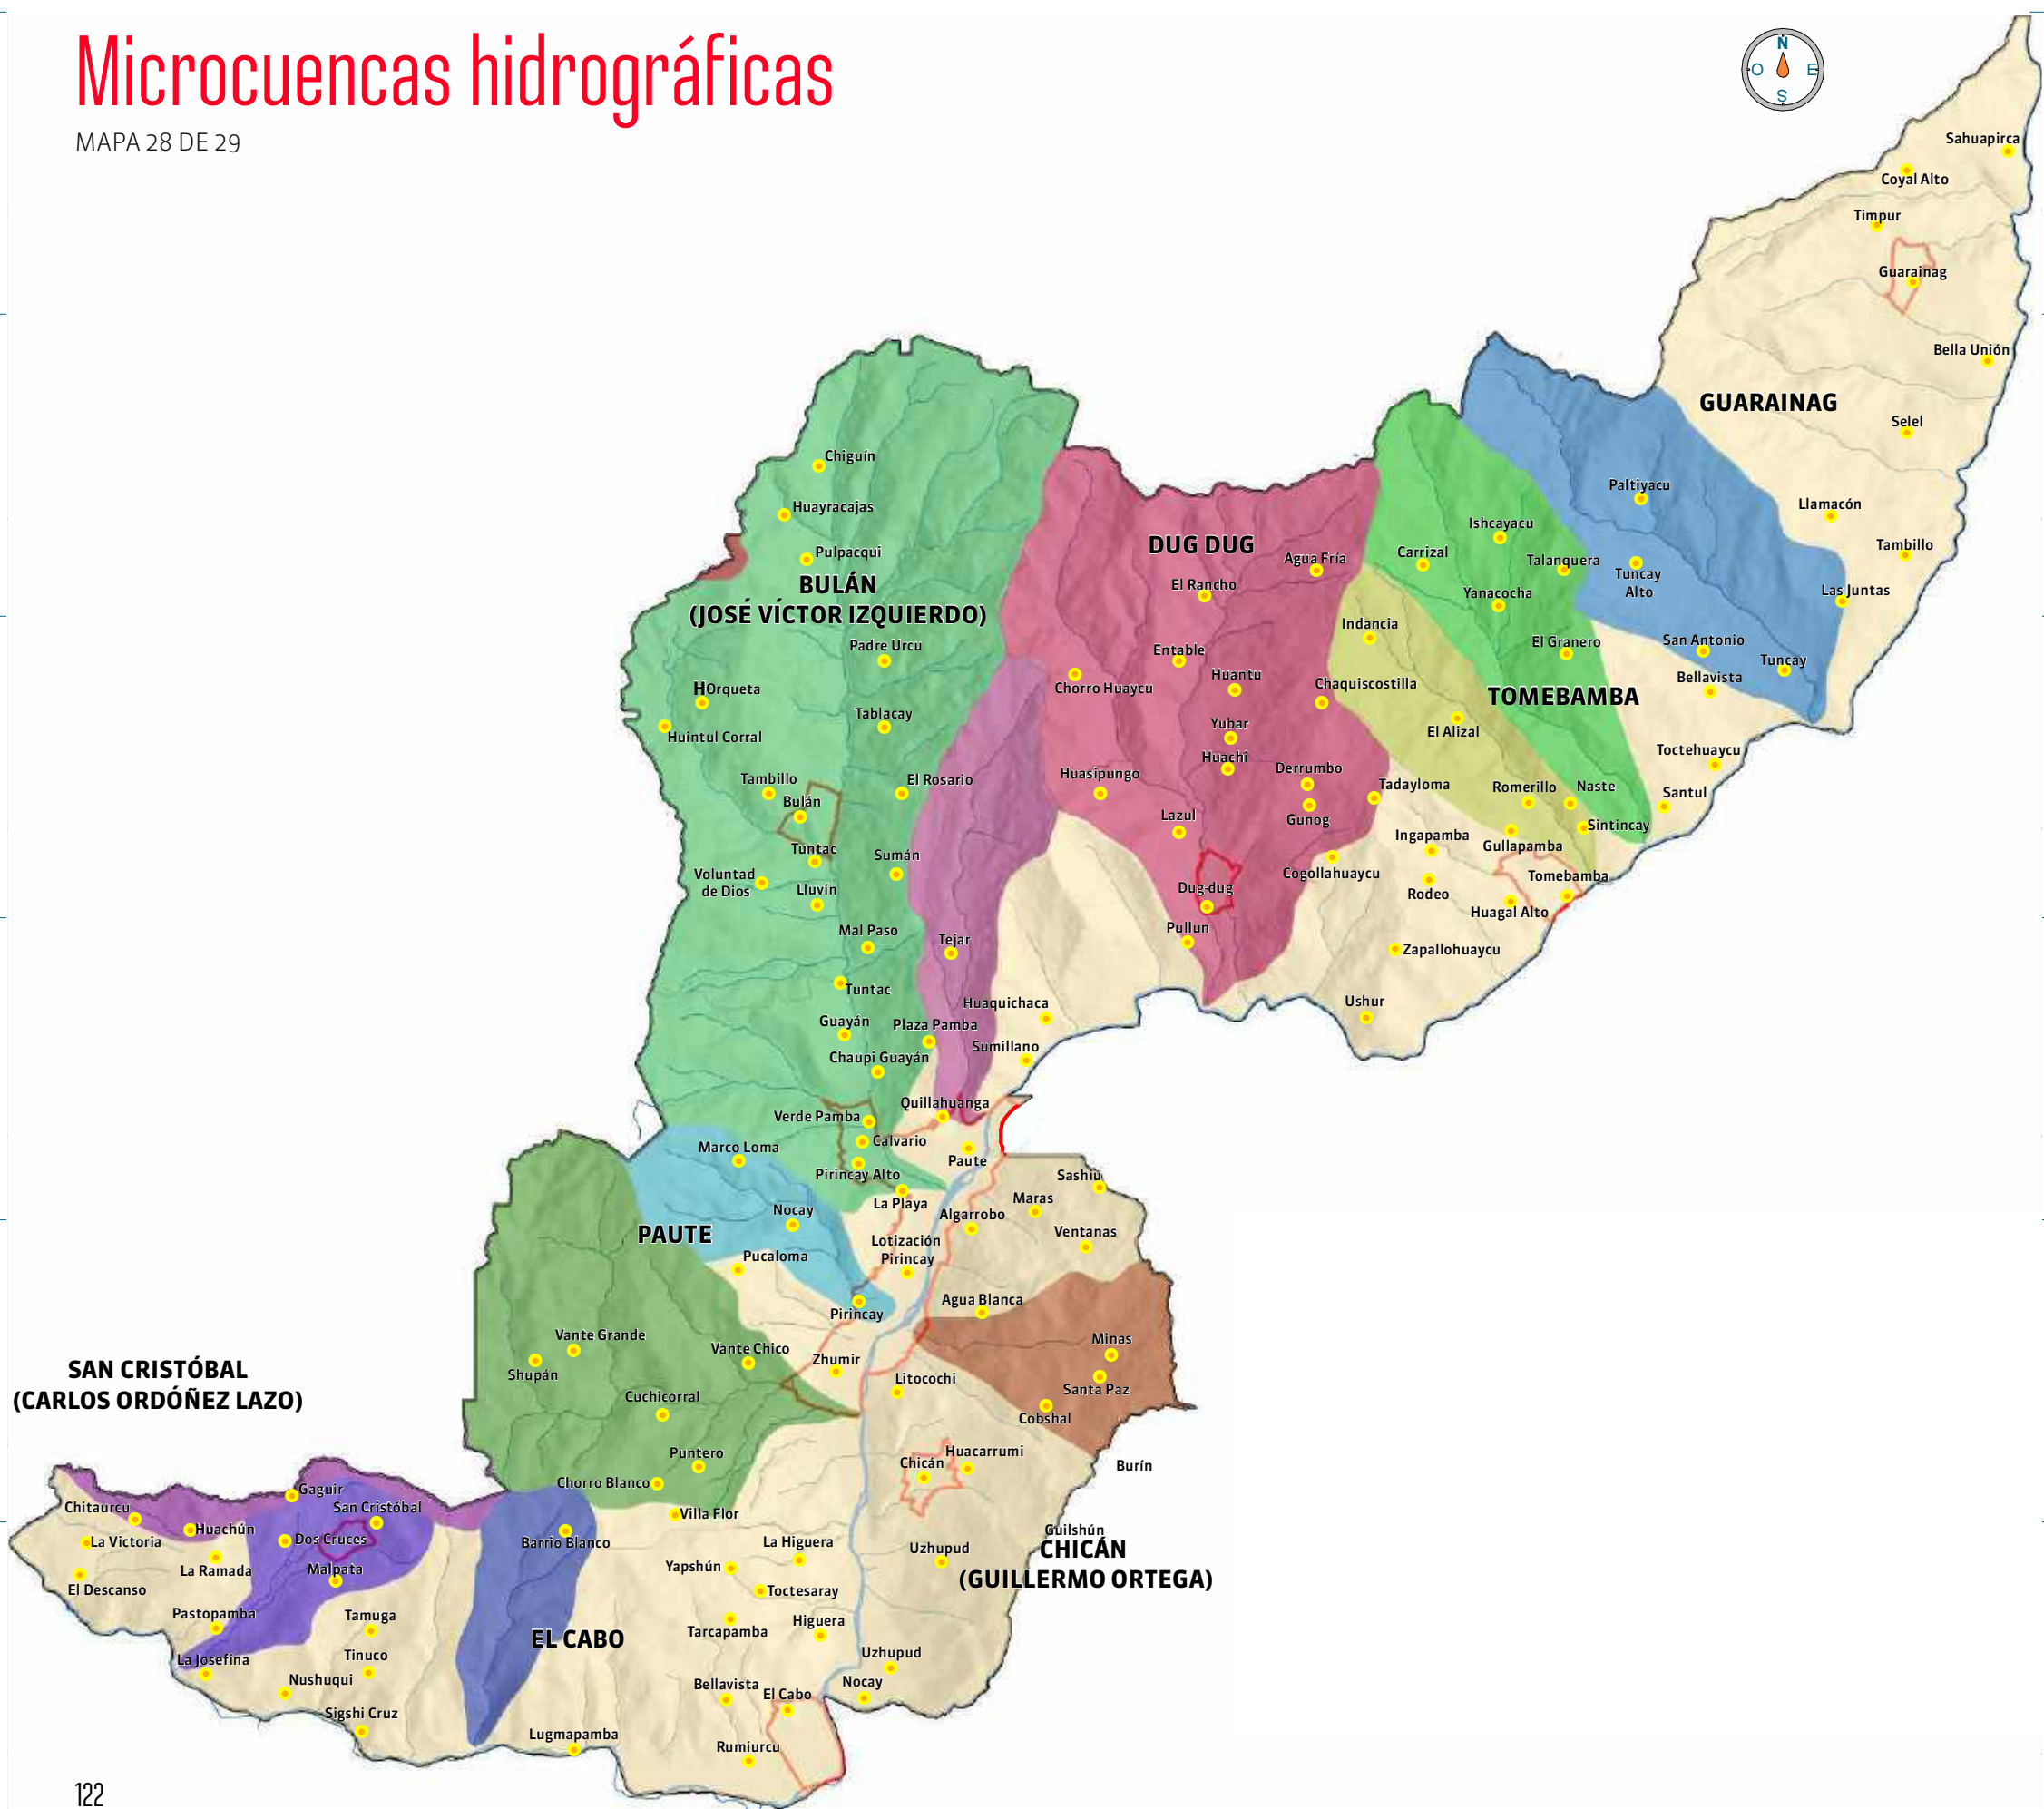 Microcuencas hidrográficas
MAPA 28 DE 29
N
O
E
S
Sahuapirca
Coyal Alto
Timpur
Guarainag
Bella Unión
GUARAINAG
Selel
Llamacón
Tambillo
Las Juntas
Paltiyacu
Tuncay
Alto
San Antonio
Tuncay
Bellavista
Toctehuaycu
Santul
Ishcayacu
Carrizal
Talanquera
Yanacocha
El Granero
TOMEBAMBA
Indancia
Chaquiscostilla
El Alizal
Romerillo
Naste
Sintincay
Tadayloma
Ingapamba
Gullapamba
Tomebamba
Rodeo
Huagal Alto
Cogollahuaycu
Zapallohuaycu
Ushur
DUG DUG
Agua Fría
El Rancho
Entable
Huantu
Chorro Huaycu
Yubar
Huachi
Derrumbo
Huasipungo
Gunog
Lazul
Dug-dug
Pullun
Chiguín
Huayracajas
Pulpacqui
BULÁN
(JOSÉ VÍCTOR IZQUIERDO)
Padre Urcu
HOrqueta
Tablacay
Huintul Corral
Tambillo
El Rosario
Bulán
Tuntac
Sumán
Voluntad
de Dios
Lluvín
Mal Paso
Tejar
Tuntac
Huaquichaca
Guayán
Plaza Pamba
Chaupi Guayán
Sumillano
Quillahuanga
Verde Pamba
Calvario
Marco Loma
Paute
Pirincay Alto
Sashiu
La Playa
Maras
Nocay
Algarrobo
PAUTE
Ventanas
Lotización
Pirincay
Pucaloma
Agua Blanca
Pirincay
Vante Grande
Minas
Vante Chico
Zhumir
Shupán
Litocochi
Santa Paz
SAN CRISTÓBAL
(CARLOS ORDÓÑEZ LAZO)
Cuchicorral
Cobshal
Puntero
Huacarrumi
Chicán
Burín
Chorro Blanco
Gaguir
Chitaurcu
San Cristóbal
Villa Flor
Huachún
Dos Cruces
La Victoria
Barrio Blanco
La Higuera
Guilshún
Uzhupud
CHICÁN
(GUILLERMO ORTEGA)
La Ramada
Malpata
Yapshún
El Descanso
Toctesaray
Pastopamba
Tamuga
Tarcapamba
Higuera
EL CABO
La Josefina
Tinuco
Uzhupud
Nushuqui
Bellavista
El Cabo
Nocay
Sigshi Cruz
Lugmapamba
Rumiurcu
122